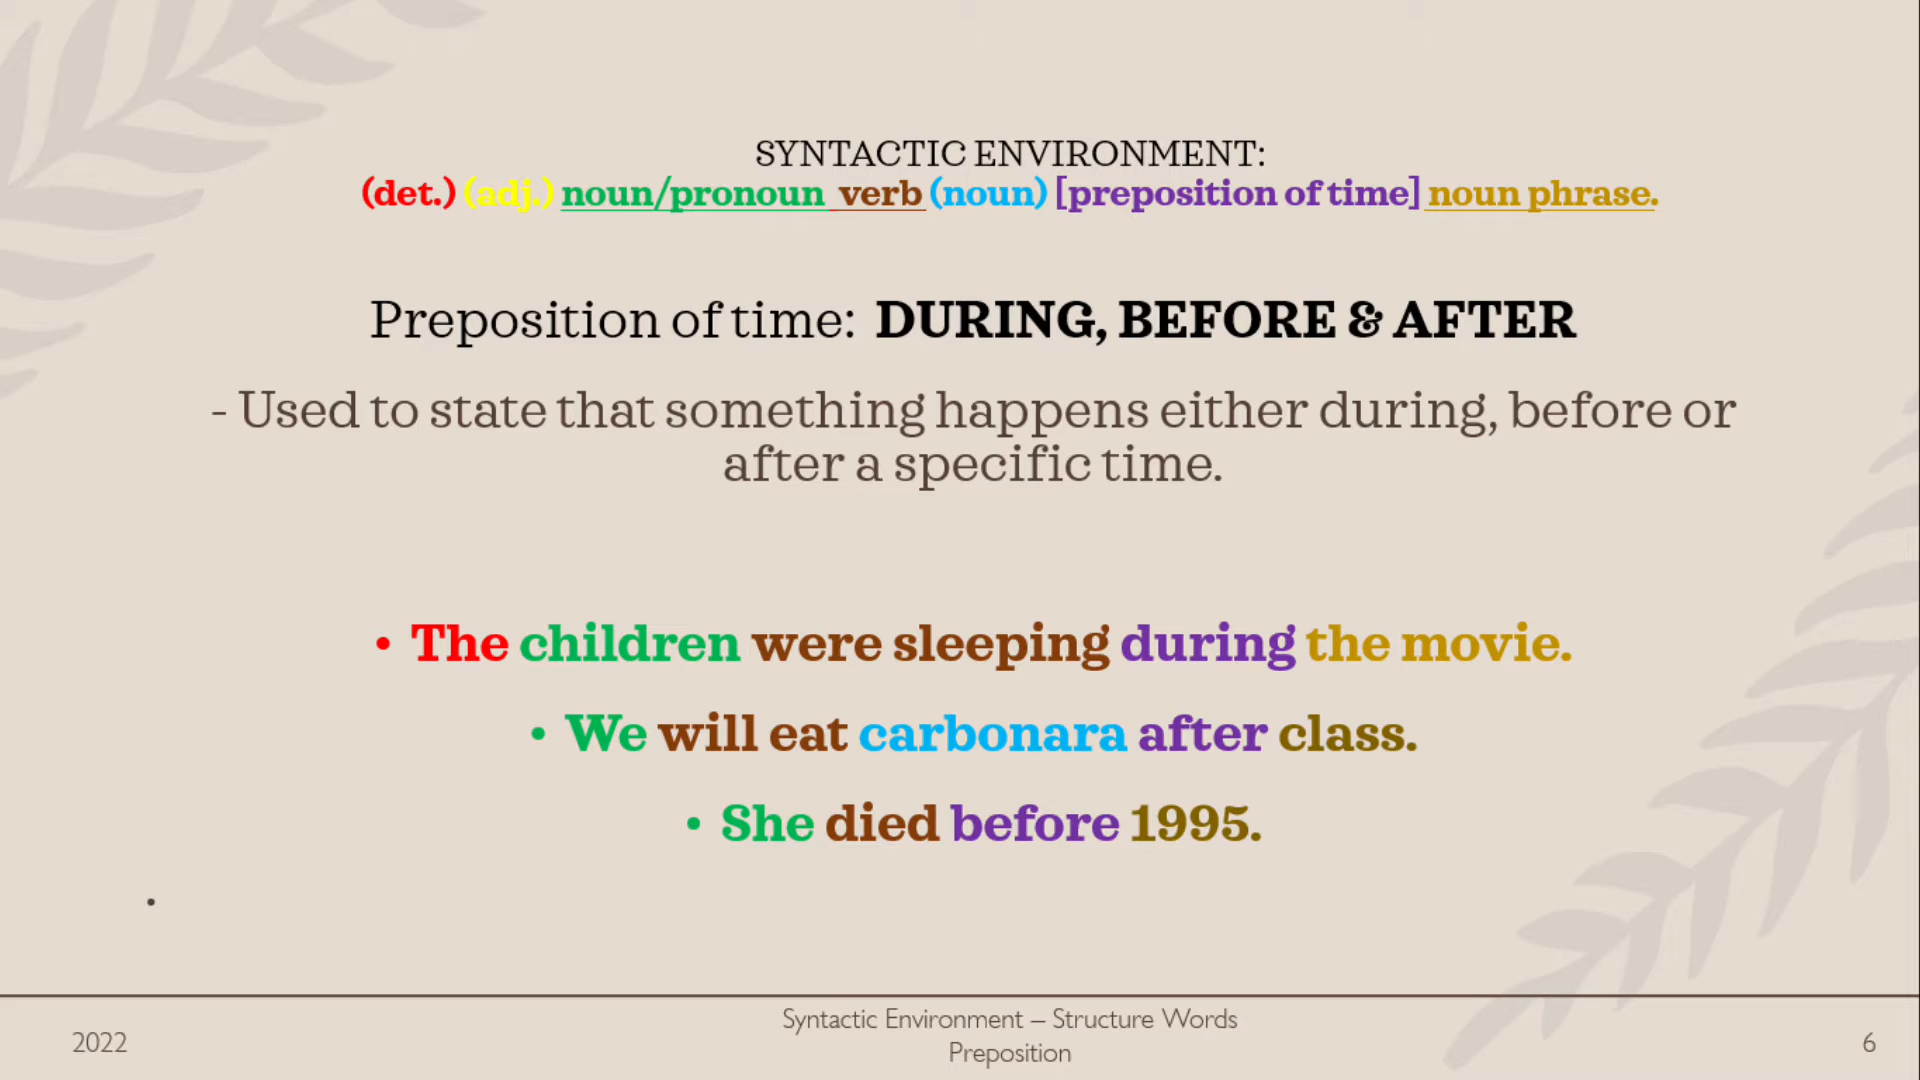 SYNTACTIC ENVIRONMENT:
(det.) (adj.) noun/pronoun verb (noun) [preposition of time] noun phrase.
Preposition of time: DURING, BEFORE & AFTER
- Used to state that something happens either during, before or
after a specific time.
• The children were sleeping during the movie.
• We will eat carbonara after class.
• She died before 1995.
•
2022
Syntactic Environment – Structure Words
Preposition
6